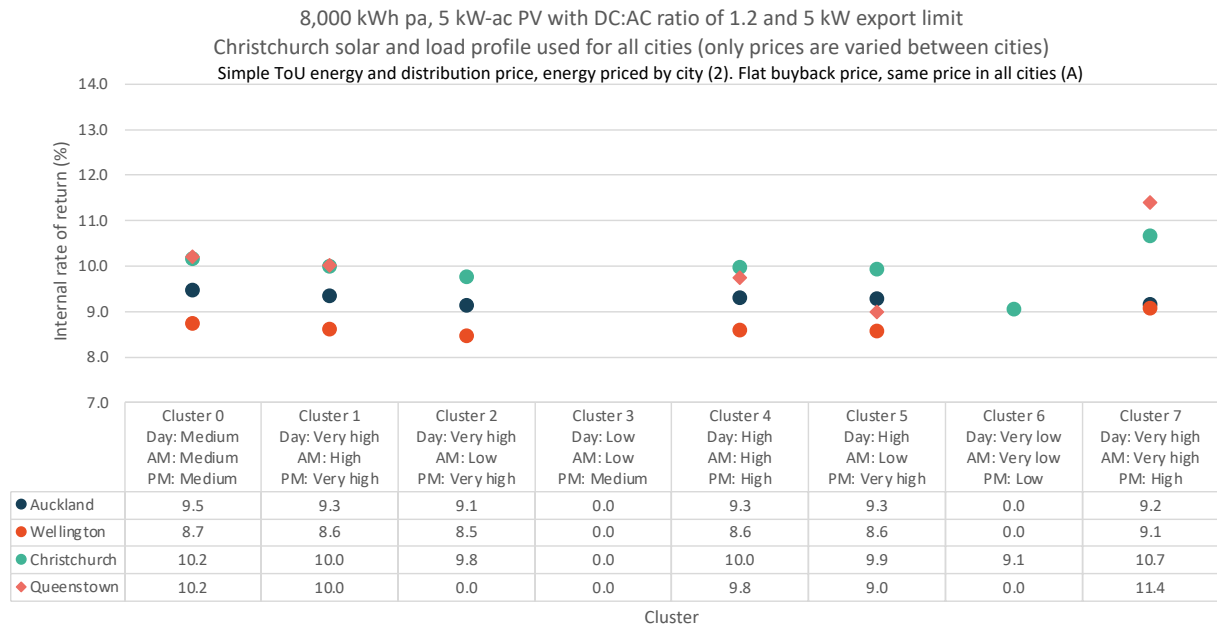 8,000 kWh pa, 5 kW-ac PV with DC:AC ratio of 1.2 and 5 kW export limit
Christchurch solar and load profile used for all cities (only prices are varied between cities)
Simple ToU energy and distribution price, energy priced by city (2). Flat buyback price, same price in all cities (A)
Internal rate of return (%)
14.0
13.0
12.0
11.0
10.0
9.0
8.0
7.0
Cluster 0 Cluster 1 Cluster 2 Cluster 3 Cluster 4 Cluster 5 Cluster 6 Cluster 7
Day: Medium Day: Very high Day: Very high Day: Low Day: High Day: High Day: Very low Day: Very high
AM: Medium AM: High AM: Low AM: Low AM: High AM: Low AM: Very low AM: Very high
PM: Medium PM: Very high PM: Very high PM: Medium PM: High PM: Very high PM: Low PM: High
Auckland 9.5 9.3 9.1 0.0 9.3 9.3 0.0 9.2
Wellington 8.7 8.6 8.5 0.0 8.6 8.6 0.0 9.1
Christchurch 10.2 10.0 9.8 0.0 10.0 9.9 9.1 10.7
Queenstown 10.2 10.0 0.0 0.0 9.8 9.0 0.0 11.4
Cluster